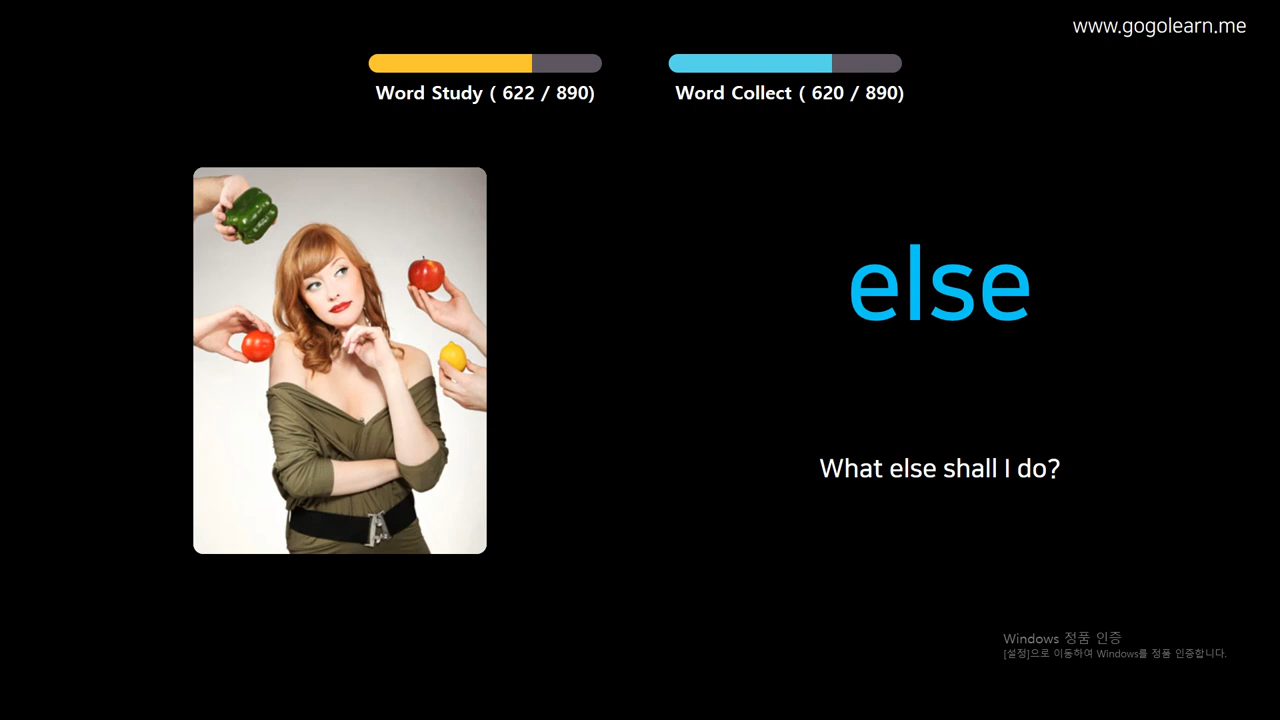 www.gogolearn.me
Word Study ( 622 / 890)
Word Collect ( 620 / 890)
else
What else shall I do?
Windows 정품 인증
[설정]으로 이동하여 Windows를 정품 인증합니다.